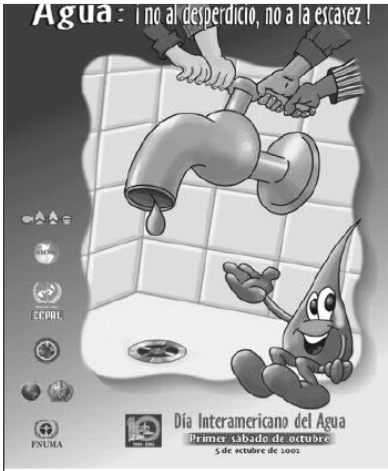 Agua: ¡no al desperdicio, no a la escasez!
CEPAL
FNUMA
Día Interamericano del Agua
Primer sábado de octubre
5 de octubre de 2002